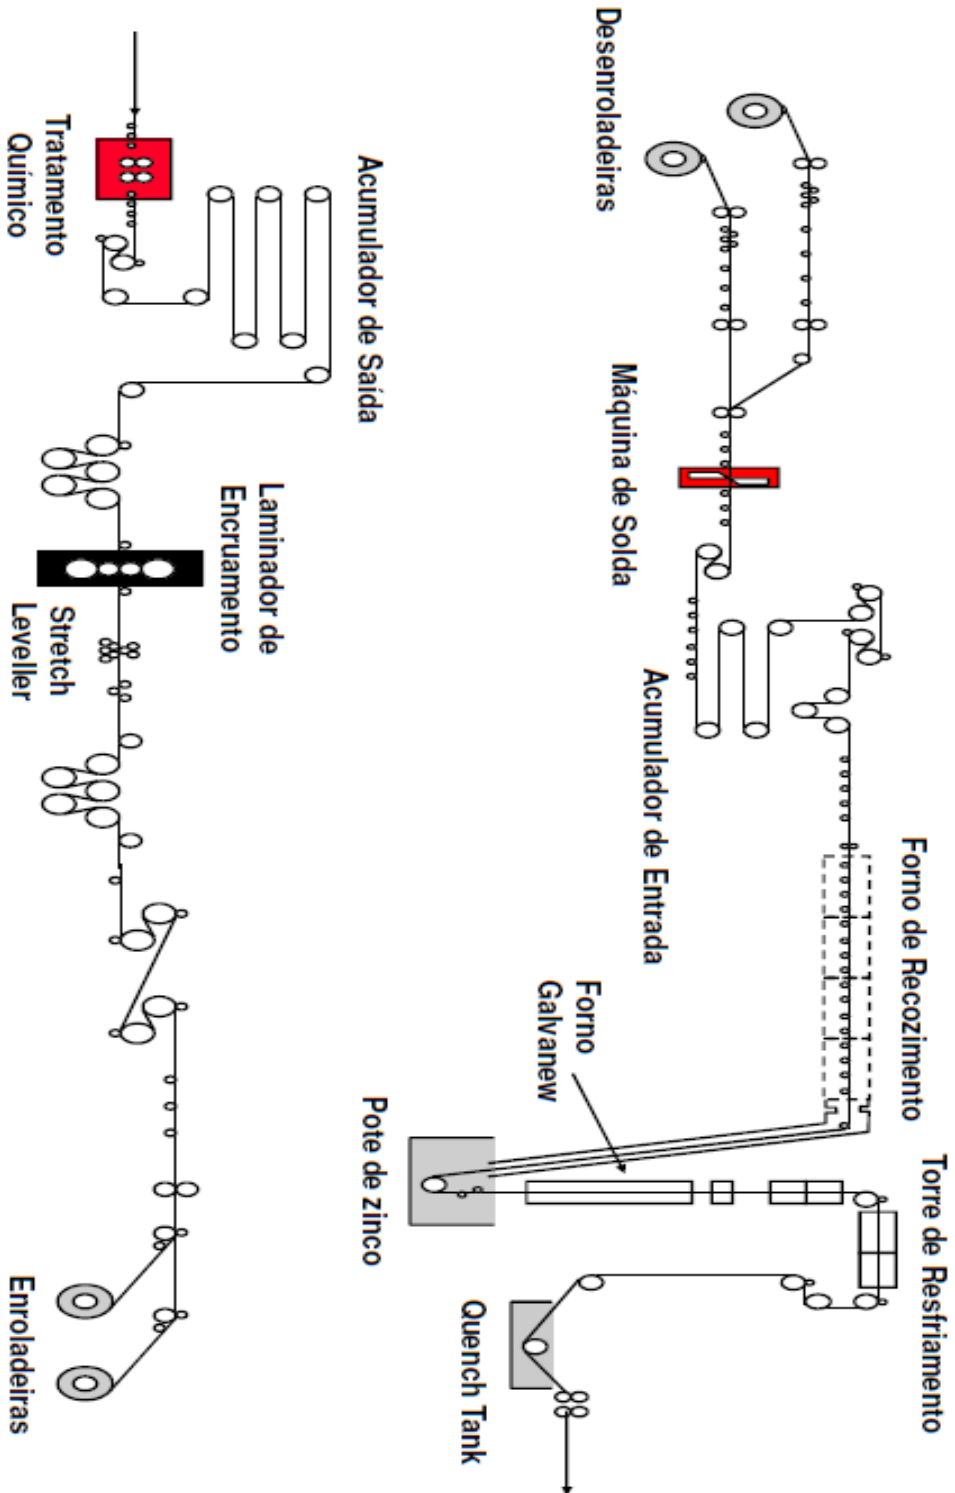 Desenroladeiras
Máquina de Solda
Acumulador de Entrada
Forno de Recozimento
Forno
Galvanew
Pote de zinco
Torre de Resfriamento
Quench Tank
Tratamento
Químico
Acumulador de Saída
Laminador de
Encruamento
Stretch
Leveller
Enroladeiras